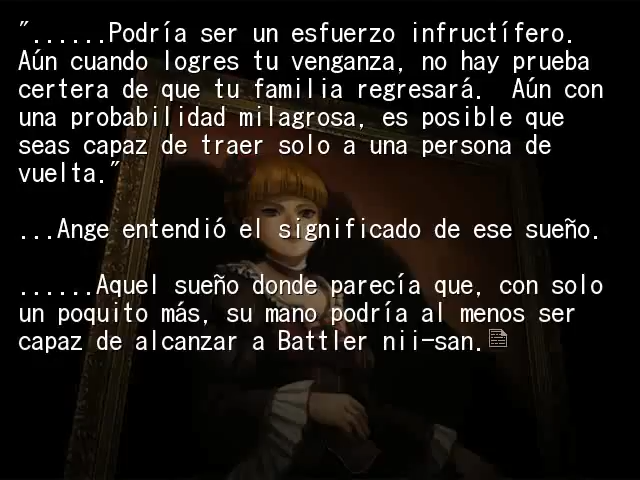 "......Podría ser un esfuerzo infructífero.
Aún cuando logres tu venganza, no hay prueba
certera de que tu familia regresará.  Aún con
una probabilidad milagrosa, es posible que
seas capaz de traer solo a una persona de
vuelta."
...Ange entendió el significado de ese sueño.
......Aquel sueño donde parecía que, con solo
un poquito más, su mano podría al menos ser
capaz de alcanzar a Battler nii-san.